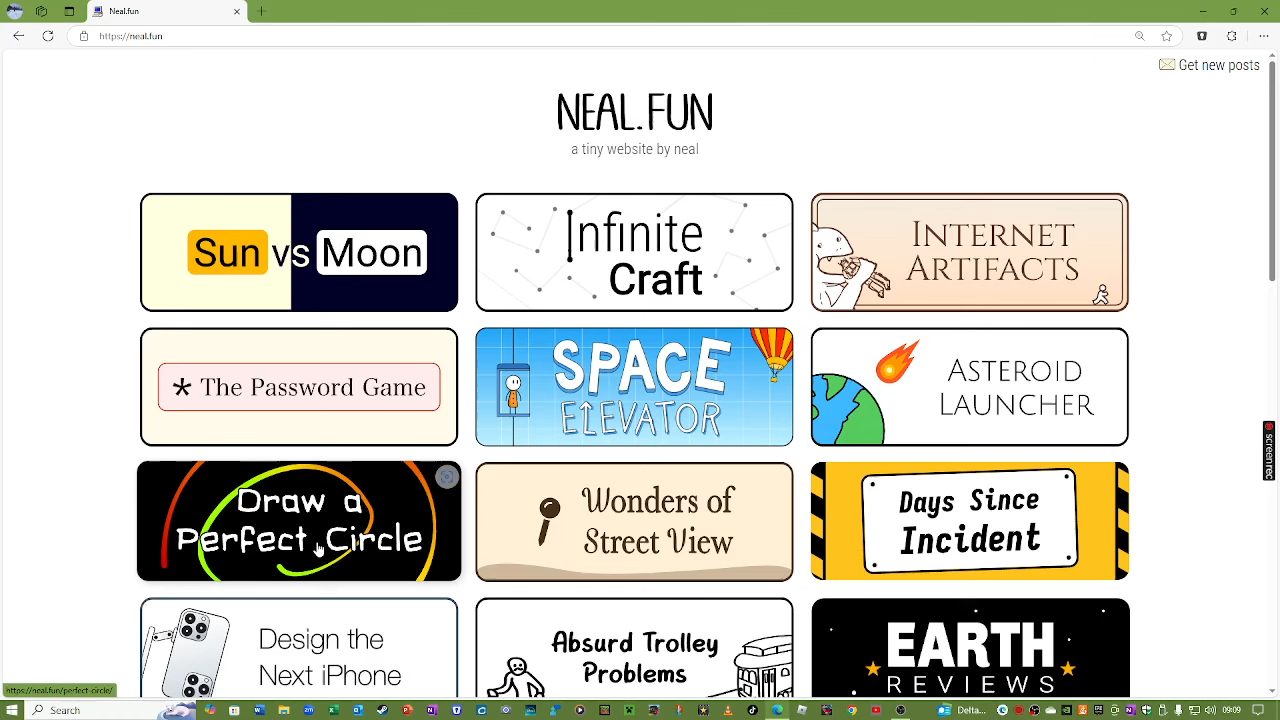 Neal.fun
https://neal.fun
Get new posts
NEAL.FUN
a tiny website by neal
Sun vs Moon
Infinite
Craft
INTERNET
ARTIFACTS
* The Password Game
SPACE
ELEVATOR
ASTEROID
LAUNCHER
Draw a
Perfect Circle
Wonders of
Street View
Days Since
Incident
Design the
Next iPhone
Absurd Trolley
Problems
EARTH
REVIEWS
screenrec
https://neal.fun/perfect-circle/
Search
Delta...
09:09